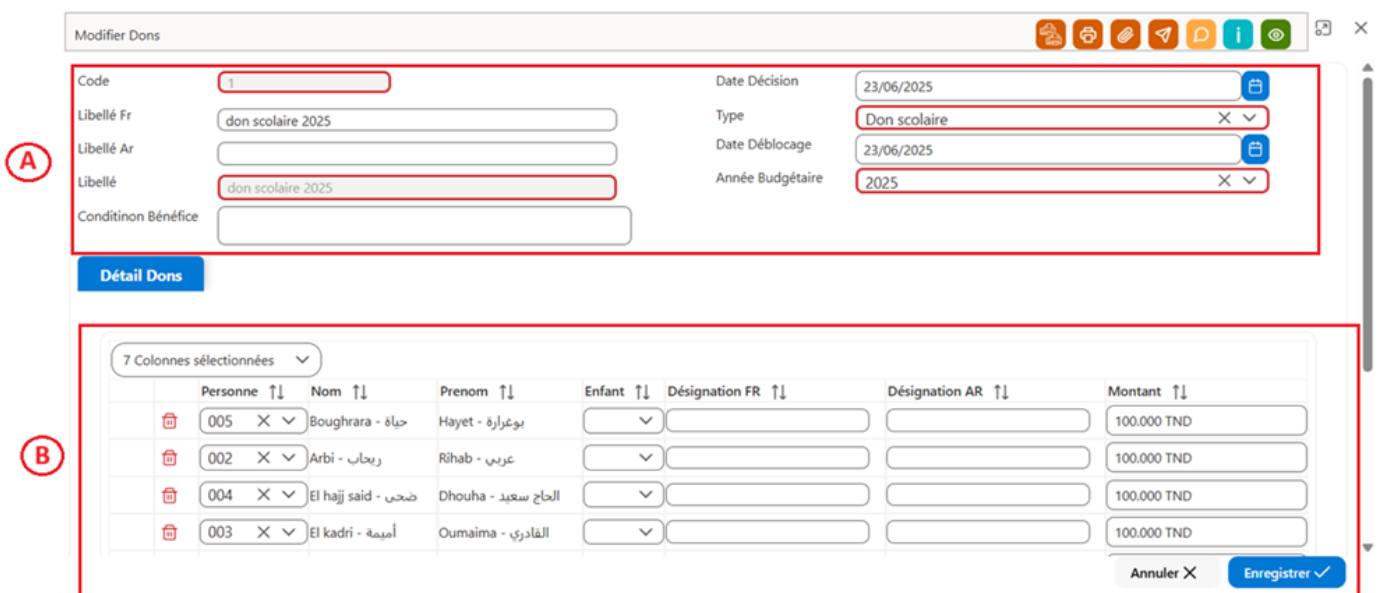 Modifier Dons
Code
1
Date Décision
23/06/2025
Libellé Fr
don scolaire 2025
Type
Don scolaire
Libellé Ar
Date Déblocage
23/06/2025
A
Libellé
don scolaire 2025
Année Budgétaire
2025
Conditinon Bénéfice
Détail Dons
7 Colonnes sélectionnées
Personne Nom Prenom Enfant Désignation FR Désignation AR Montant
005 Boughrara - حياة Hayet - بوغرارة 100.000 TND
B
002 Arbi - ريحاب Rihab - عربي 100.000 TND
004 El hajj said - ضحى Dhouha - الحاج سعيد 100.000 TND
003 El kadri - أميمة Oumaima - القادري 100.000 TND
Annuler Enregistrer